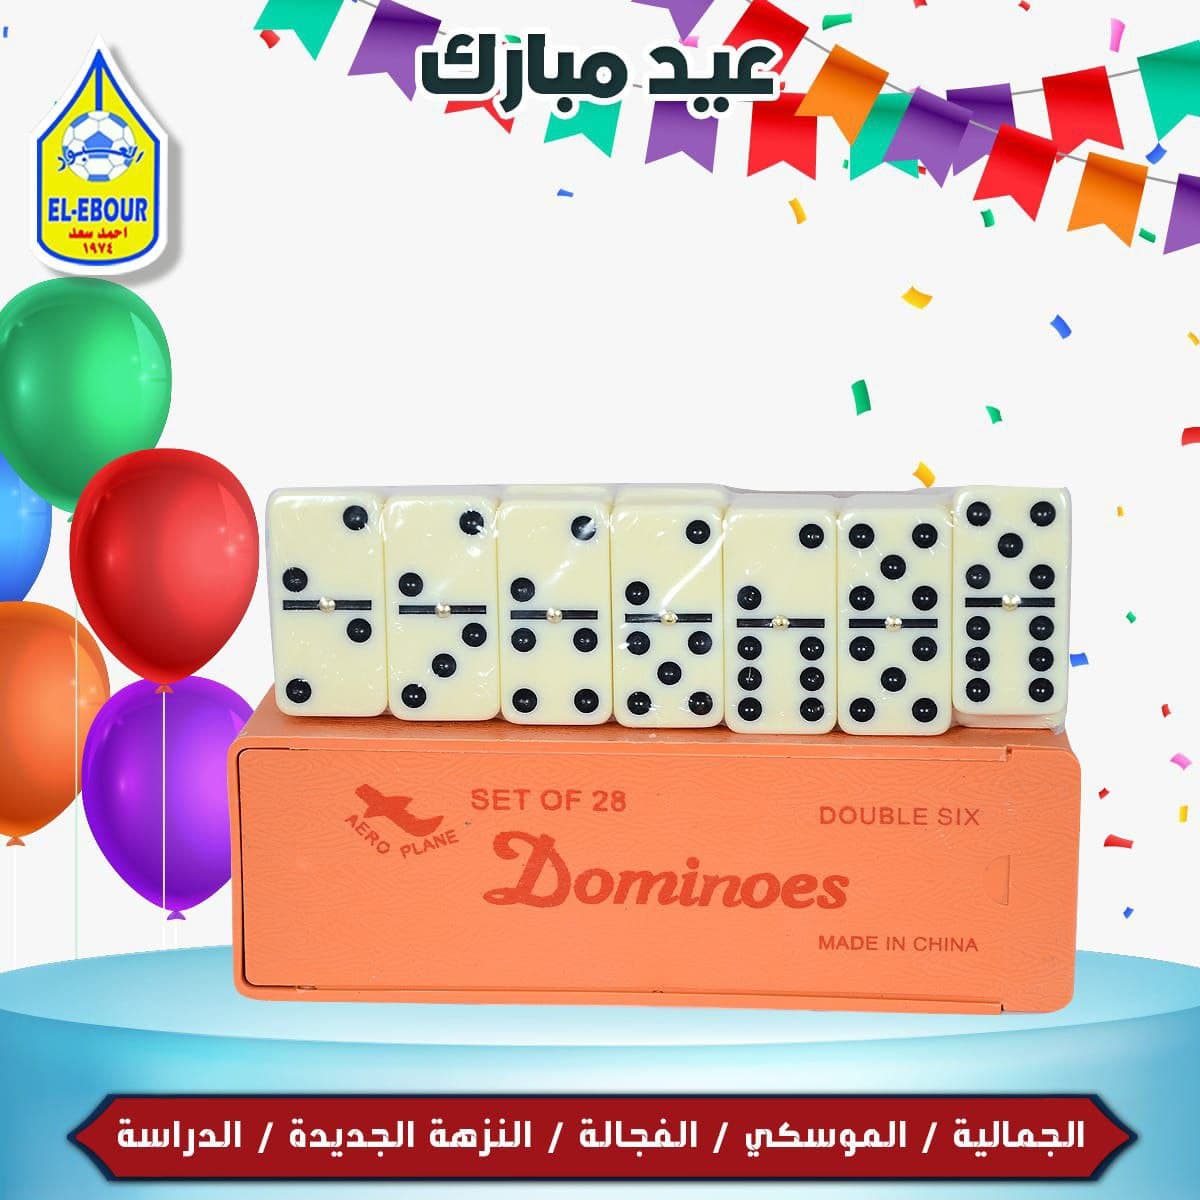 عيد مبارك
العبور
EL-EBOUR
احمد سعد
١٩٧٤
SET OF 28
DOUBLE SIX
AERO PLANE
Dominoes
MADE IN CHINA
الجمالية / الموسكي / الفجالة / النزهة الجديدة / الدراسة